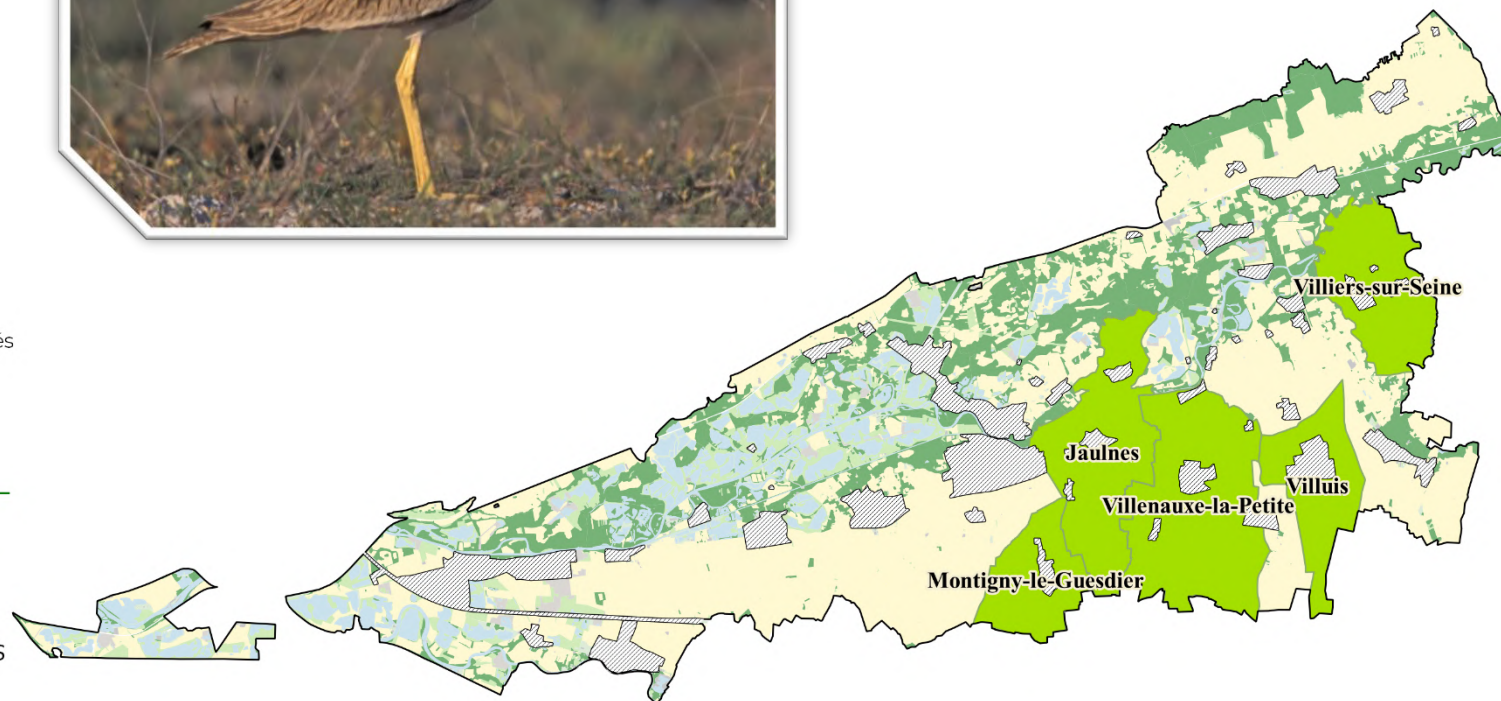 Villiers-sur-Seine
Jaulnes
Villuis
Villenauxe-la-Petite
Montigny-le-Guesdier